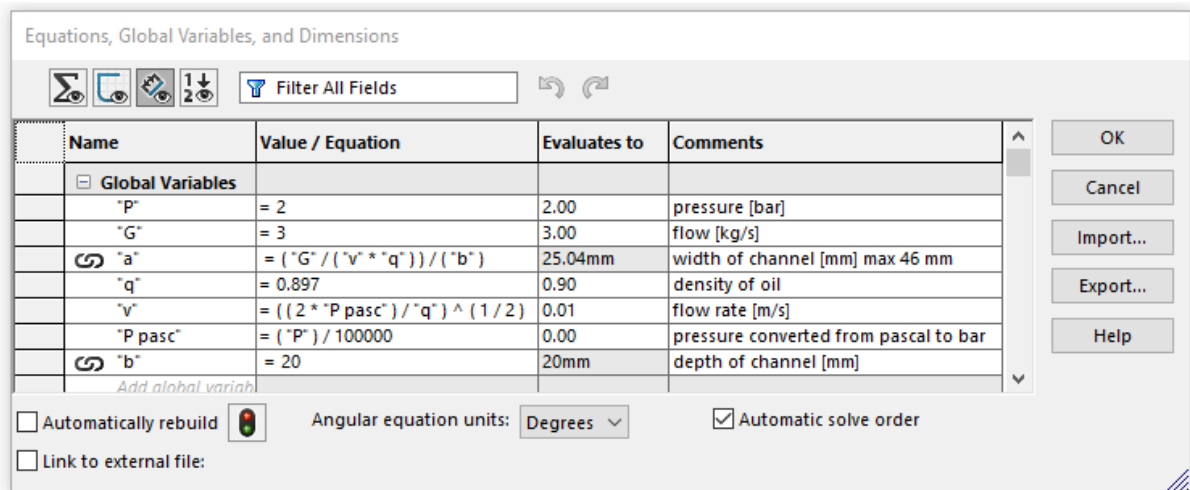 Equations, Global Variables, and Dimensions
Filter All Fields
Name Value / Equation Evaluates to Comments
Global Variables
"P" = 2 2.00 pressure [bar]
"G" = 3 3.00 flow [kg/s]
"a" = ( "G" / ( "v" * "q" ) ) / ( "b" ) 25.04mm width of channel [mm] max 46 mm
"q" = 0.897 0.90 density of oil
"v" = ( ( 2 * "P pasc" ) / "q" ) ^ ( 1 / 2 ) 0.01 flow rate [m/s]
"P pasc" = ( "P" ) / 100000 0.00 pressure converted from pascal to bar
"b" = 20 20mm depth of channel [mm]
Add global variab
OK
Cancel
Import...
Export...
Help
Automatically rebuild Angular equation units: Degrees Automatic solve order
Link to external file: